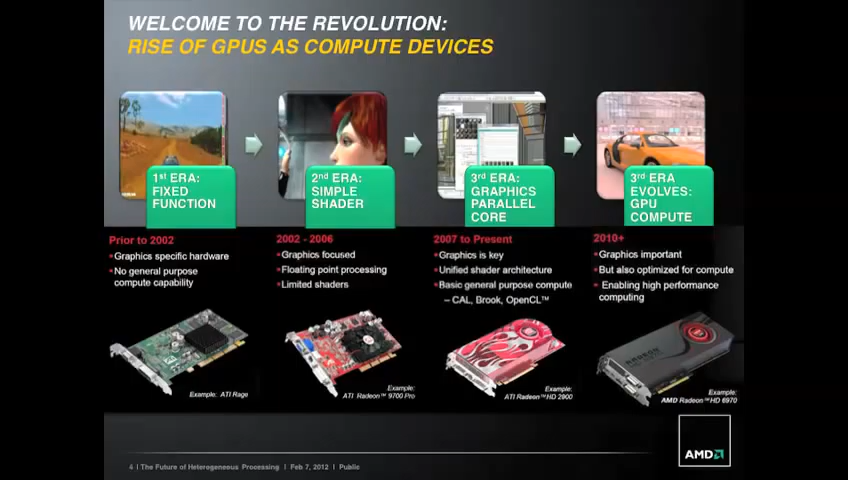 WELCOME TO THE REVOLUTION:
RISE OF GPUS AS COMPUTE DEVICES
1st ERA:
FIXED
FUNCTION
2nd ERA:
SIMPLE
SHADER
3rd ERA:
GRAPHICS
PARALLEL
CORE
3rd ERA
EVOLVES:
GPU
COMPUTE
Prior to 2002
▪Graphics specific hardware
▪No general purpose
compute capability
2002 - 2006
▪Graphics focused
▪Floating point processing
▪Limited shaders
2007 to Present
▪Graphics is key
▪Unified shader architecture
▪Basic general purpose compute
– CAL, Brook, OpenCL™
2010+
▪Graphics important
▪But also optimized for compute
▪ Enabling high performance
computing
Example: ATI Rage
Example:
ATI Radeon™ 9700 Pro
Example:
ATI Radeon™HD 2900
RADEON
Example:
AMD Radeon™HD 6970
4 | The Future of Heterogeneous Processing | Feb 7, 2012 | Public
AMD